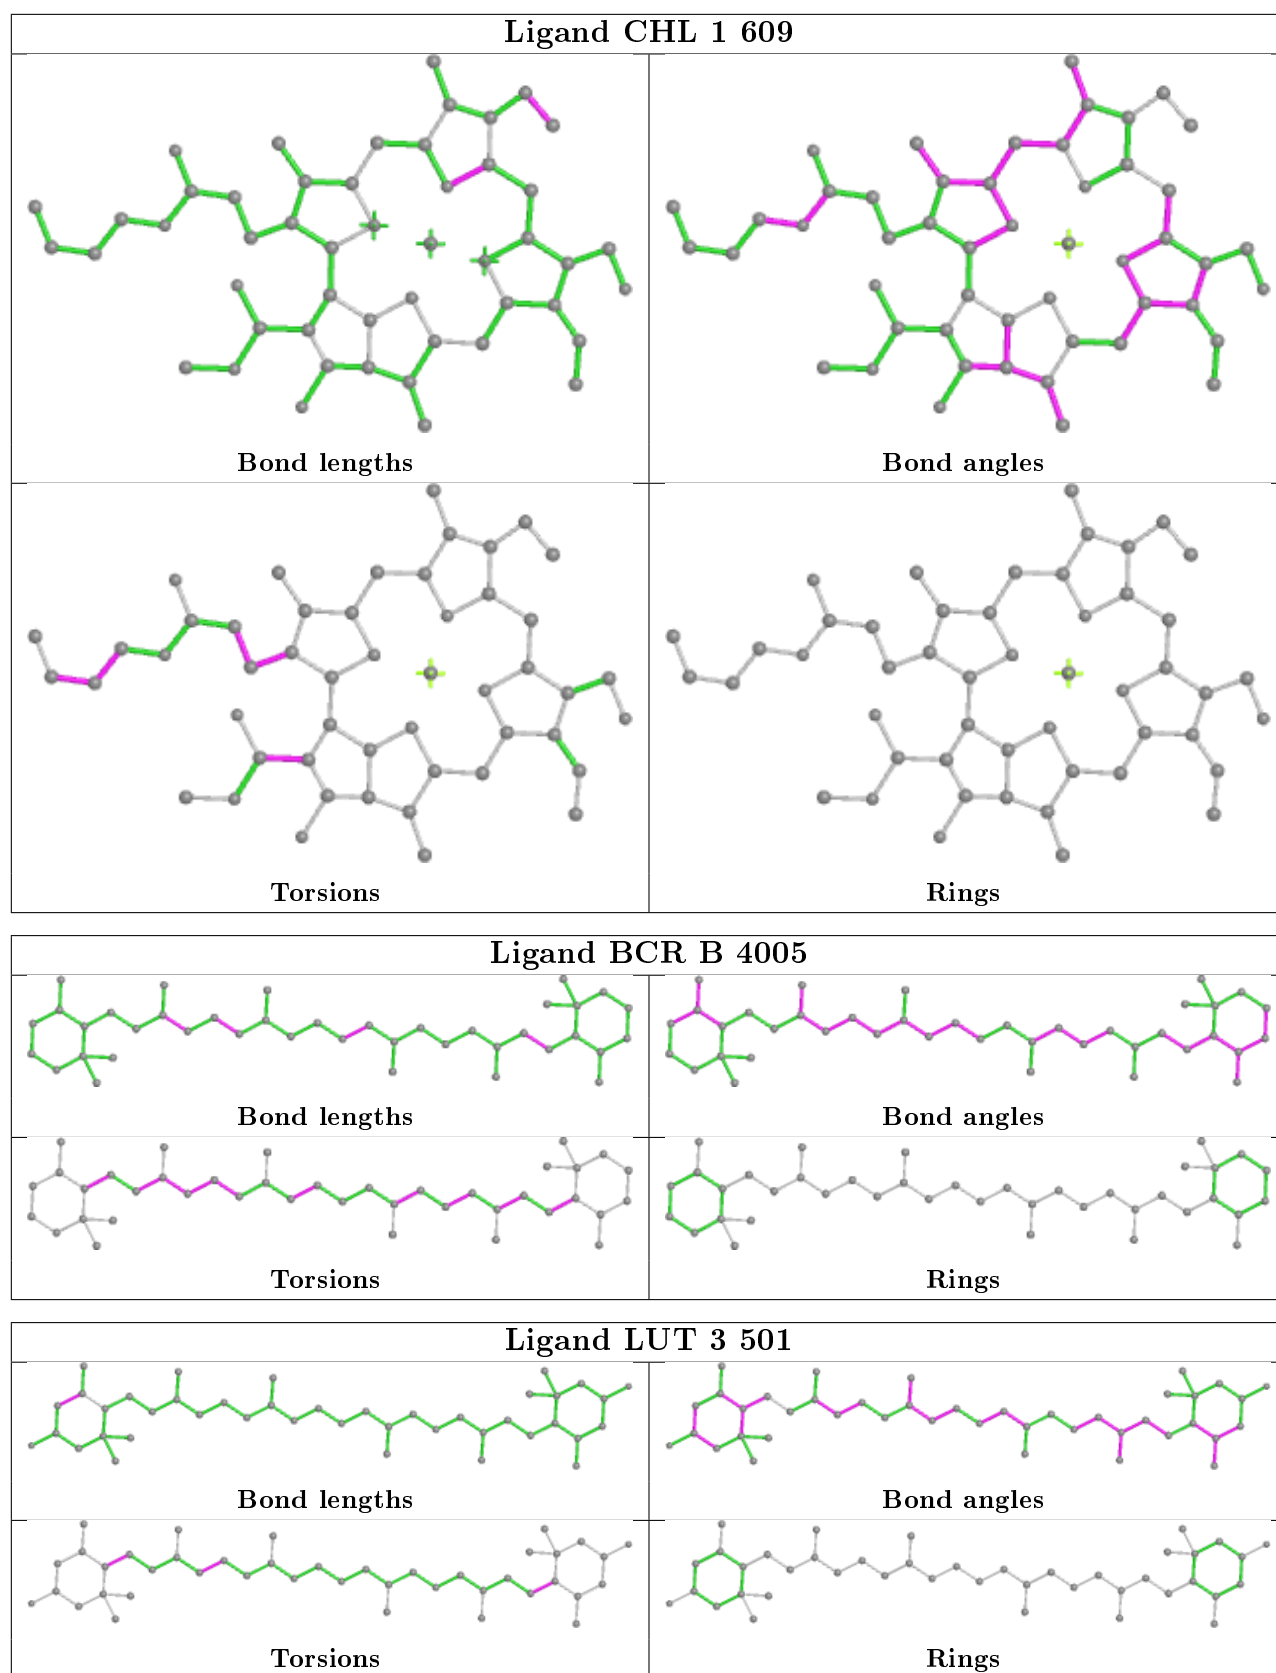 Ligand CHL 1 609
Bond lengths
Bond angles
Torsions
Rings
Ligand BCR B 4005
Bond lengths
Bond angles
Torsions
Rings
Ligand LUT 3 501
Bond lengths
Bond angles
Torsions
Rings